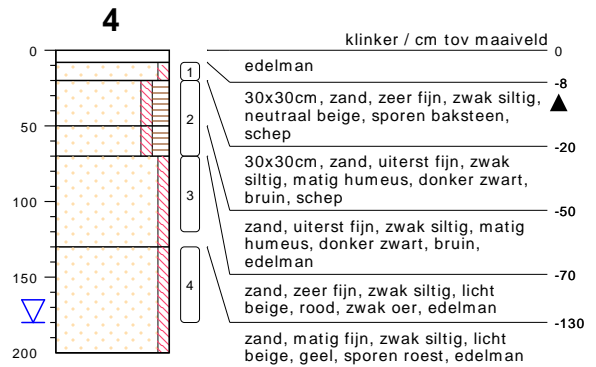 4
klinker / cm tov maaiveld
0
0
edelman
-8
1
30x30cm, zand, zeer fijn, zwak siltig,
neutraal beige, sporen baksteen,
schep
-20
50
2
30x30cm, zand, uiterst fijn, zwak
siltig, matig humeus, donker zwart,
bruin, schep
-50
100
3
zand, uiterst fijn, zwak siltig, matig
humeus, donker zwart, bruin,
edelman
-70
150
4
zand, zeer fijn, zwak siltig, licht
beige, rood, zwak oer, edelman
-130
200
zand, matig fijn, zwak siltig, licht
beige, geel, sporen roest, edelman